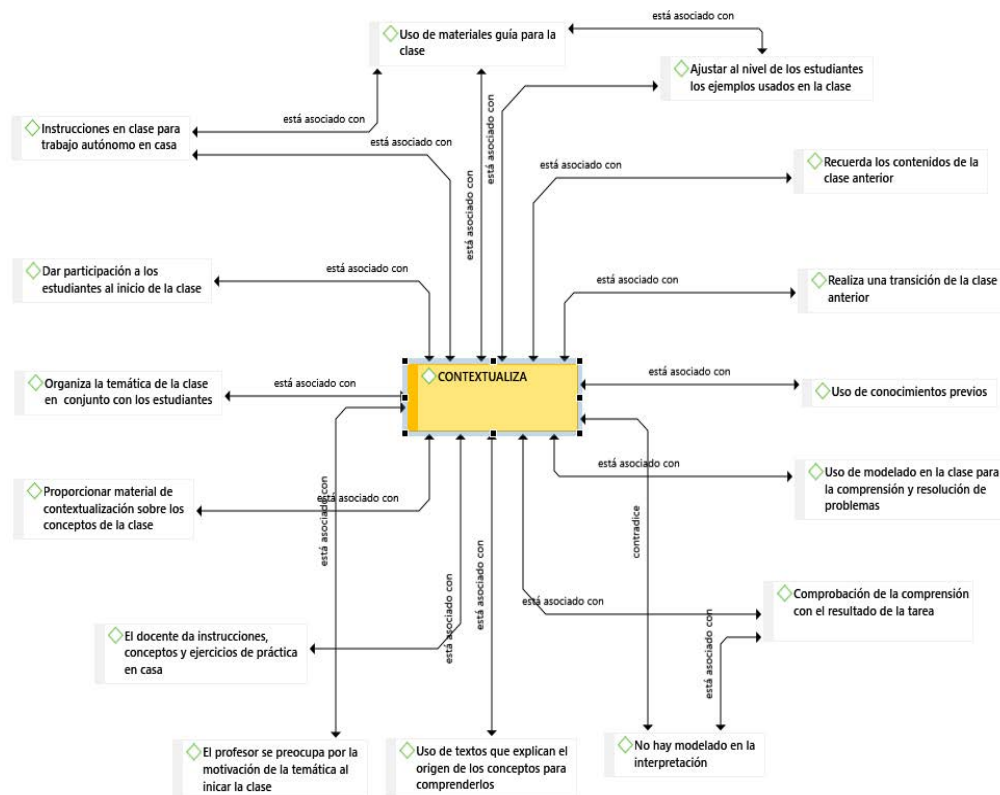 está asociado con
Uso de materiales guía para la
clase
Ajustar al nivel de los estudiantes
los ejemplos usados en la clase
está asociado con
Instrucciones en clase para
trabajo autónomo en casa
está asociado con
está asociado con
está asociado con
está asociado con
Recuerda los contenidos de la
clase anterior
Dar participación a los
estudiantes al inicio de la clase
está asociado con
está asociado con
Realiza una transición de la clase
anterior
CONTEXTUALIZA
Organiza la temática de la clase
en conjunto con los estudiantes
está asociado con
está asociado con
Uso de conocimientos previos
Proporcionar material de
contextualización sobre los
conceptos de la clase
está asociado con
está asociado con
está asociado con
Uso de modelado en la clase para
la comprensión y resolución de
problemas
contradice
El docente da instrucciones,
conceptos y ejercicios de práctica
en casa
está asociado con
está asociado con
está asociado con
está asociado con
Comprobación de la comprensión
con el resultado de la tarea
El profesor se preocupa por la
motivación de la temática al
inicar la clase
Uso de textos que explican el
origen de los conceptos para
comprenderlos
No hay modelado en la
interpretación